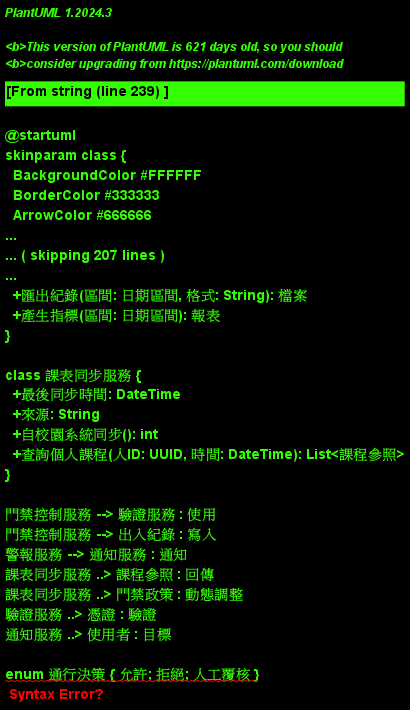 PlantUML 1.2024.3
<b>This version of PlantUML is 621 days old, so you should
<b>consider upgrading from https://plantuml.com/download
[From string (line 239) ]
@startuml
skinparam class {
BackgroundColor #FFFFFF
BorderColor #333333
ArrowColor #666666
...
... ( skipping 207 lines )
...
+匯出紀錄(區間: 日期區間, 格式: String): 檔案
+產生指標(區間: 日期區間): 報表
}
class 課表同步服務 {
+最後同步時間: DateTime
+來源: String
+自校園系統同步(): int
+查詢個人課程(人ID: UUID, 時間: DateTime): List<課程參照>
}
門禁控制服務 --> 驗證服務 : 使用
門禁控制服務 --> 出入紀錄 : 寫入
警報服務 --> 通知服務 : 通知
課表同步服務 ..> 課程參照 : 回傳
課表同步服務 ..> 門禁政策 : 動態調整
驗證服務 ..> 憑證 : 驗證
通知服務 ..> 使用者 : 目標
enum 通行決策 { 允許; 拒絕; 人工覆核 }
Syntax Error?